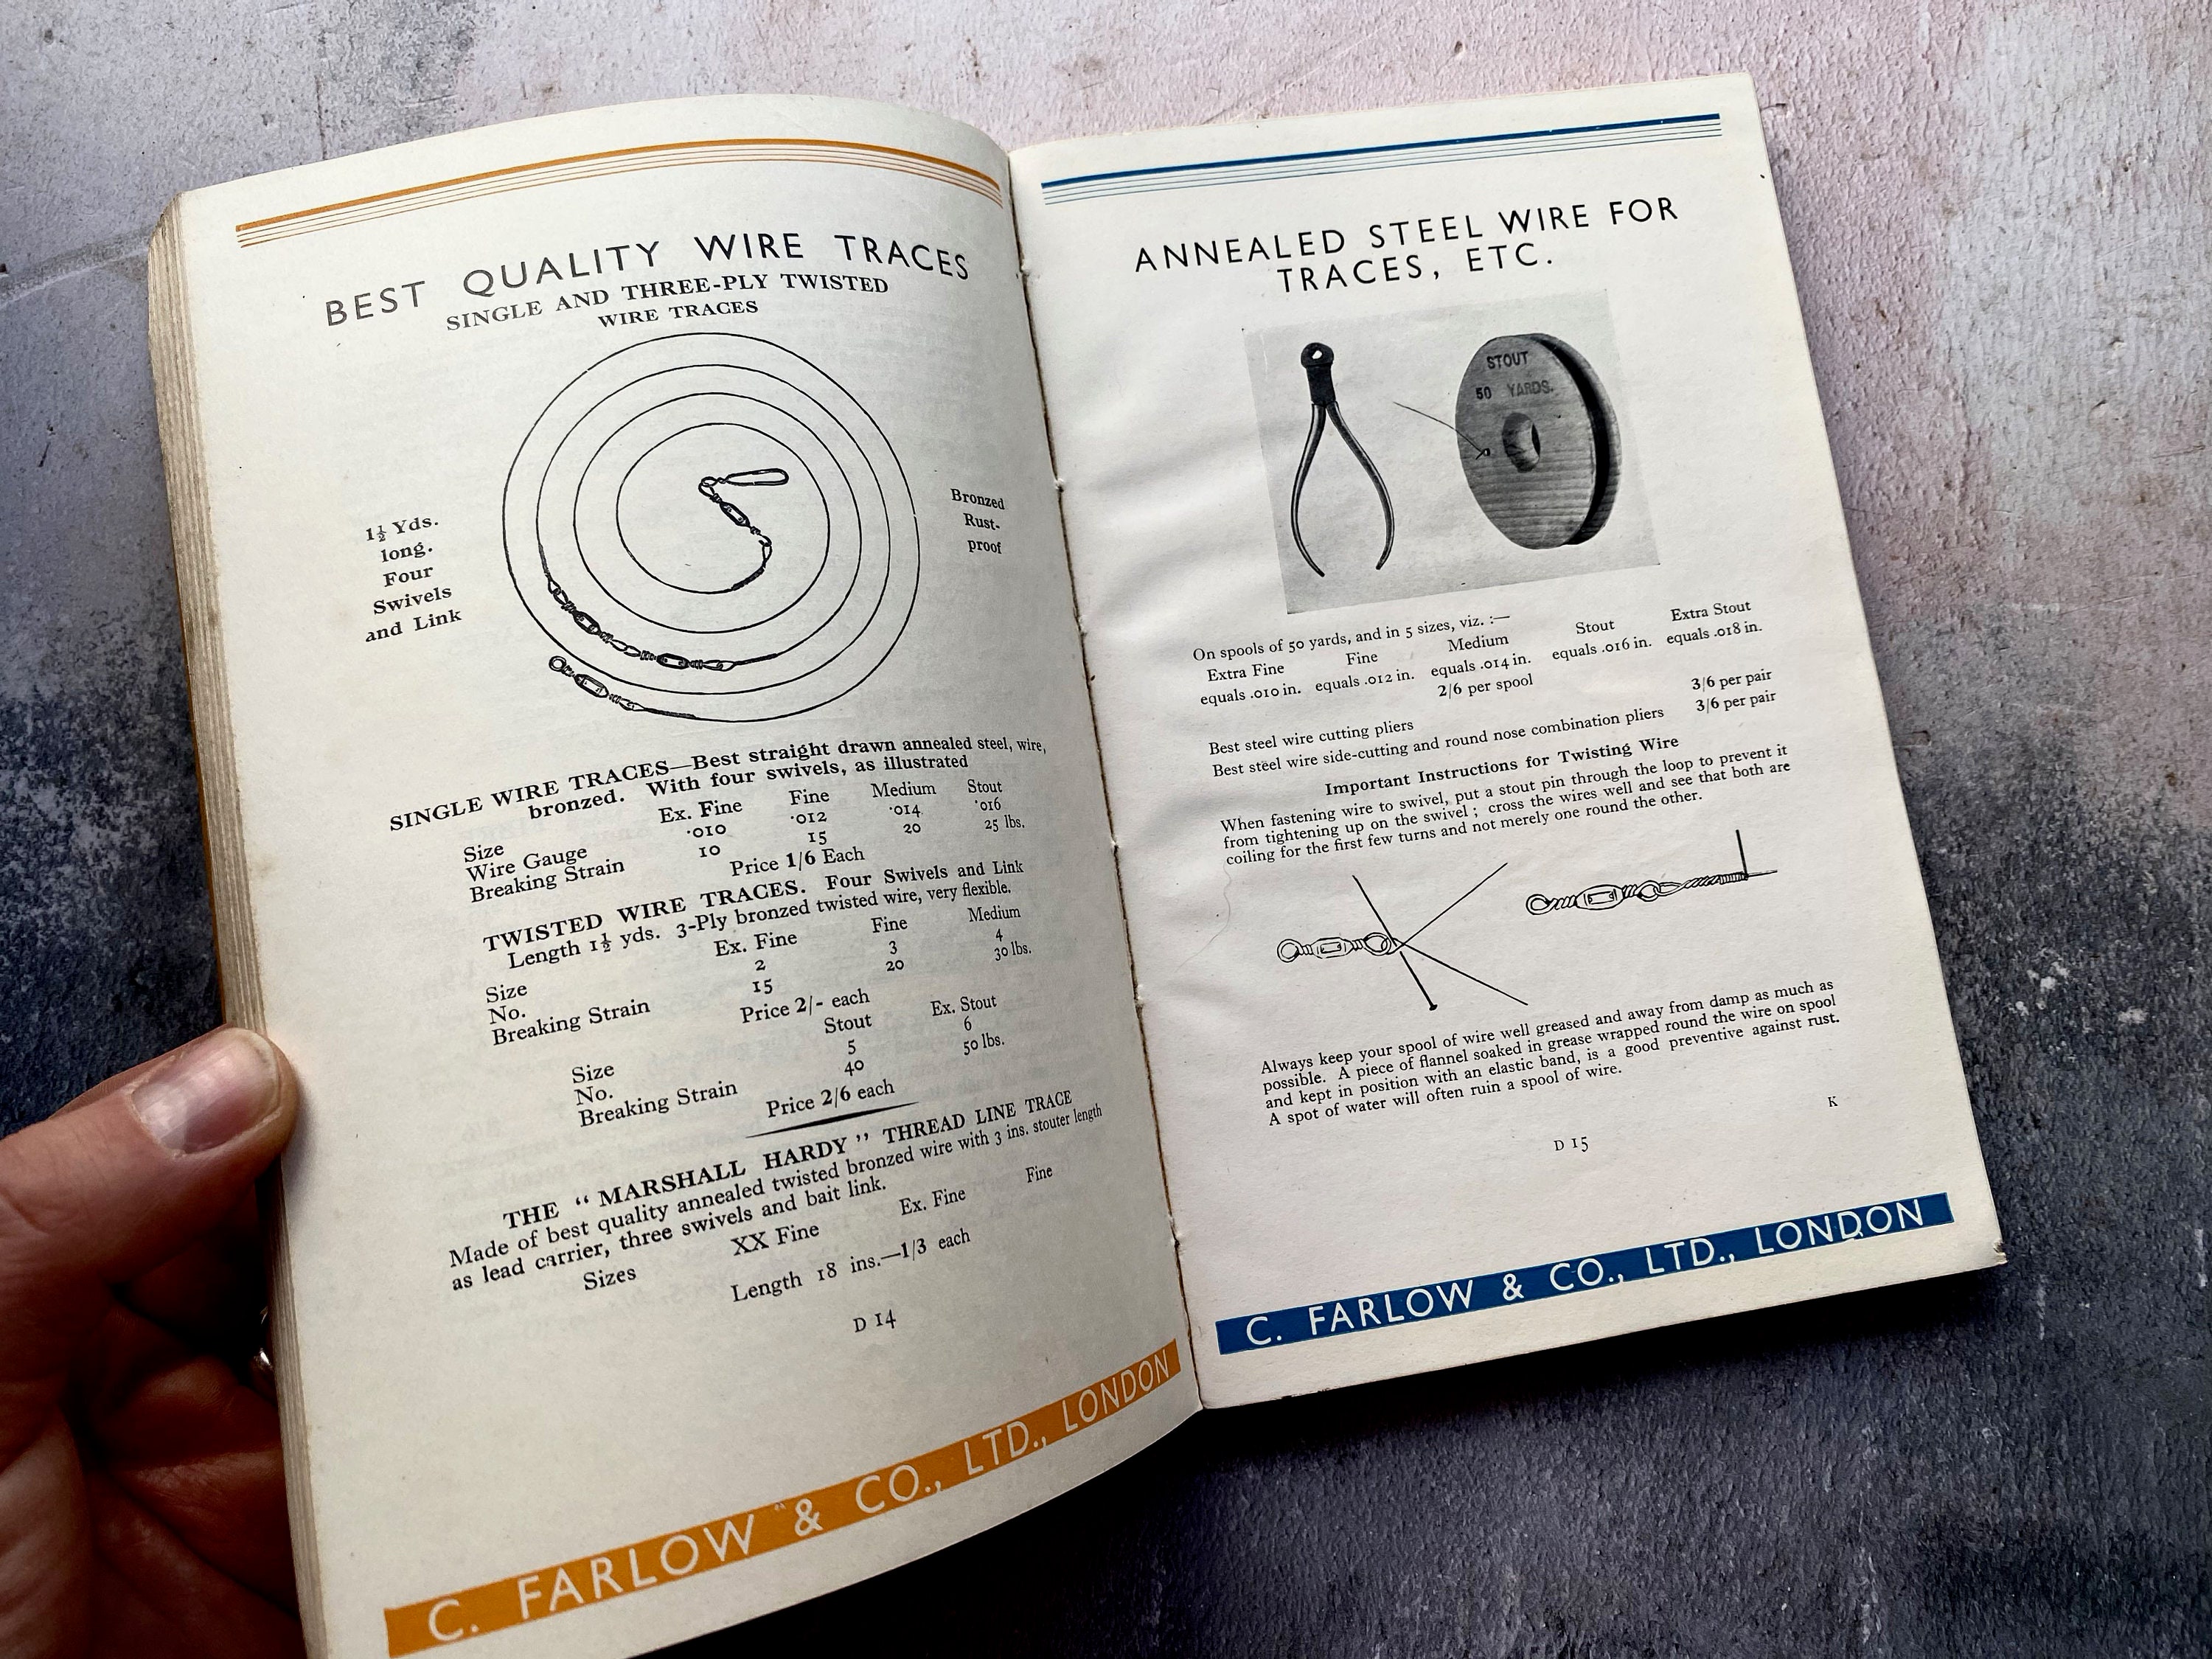 BEST QUALITY WIRE TRACES
SINGLE AND THREE-PLY TWISTED
WIRE TRACES
1½ Yds.
long.
Four
Swivels
and Link
Bronzed
Rust-
proof
SINGLE WIRE TRACES—Best straight drawn annealed steel, wire,
bronzed. With four swivels, as illustrated
Size Ex. Fine Fine Medium Stout
Wire Gauge ·010 ·012 ·014 ·016
Breaking Strain 10 15 20 25 lbs.
Price 1/6 Each
TWISTED WIRE TRACES. Four Swivels and Link
Length 1½ yds. 3-Ply bronzed twisted wire, very flexible.
Size Ex. Fine Fine Medium
No. 2 3 4
Breaking Strain 15 20 30 lbs.
Price 2/- each
Size Stout Ex. Stout
No. 5 6
Breaking Strain 40 50 lbs.
Price 2/6 each
THE “ MARSHALL HARDY ” THREAD LINE TRACE
Made of best quality annealed twisted bronzed wire with 3 ins. stouter length
as lead carrier, three swivels and bait link.
Sizes XX Fine Ex. Fine Fine
Length 18 ins.—1/3 each
D 14
C. FARLOW & CO., LTD., LONDON
ANNEALED STEEL WIRE FOR
TRACES, ETC.
STOUT
50 YARDS.
On spools of 50 yards, and in 5 sizes, viz. :—
Extra Fine Fine Medium Stout Extra Stout
equals .010 in. equals .012 in. equals .014 in. equals .016 in. equals .018 in.
2/6 per spool
Best steel wire cutting pliers 3/6 per pair
Best steel wire side-cutting and round nose combination pliers 3/6 per pair
Important Instructions for Twisting Wire
When fastening wire to swivel, put a stout pin through the loop to prevent it
from tightening up on the swivel ; cross the wires well and see that both are
coiling for the first few turns and not merely one round the other.
Always keep your spool of wire well greased and away from damp as much as
possible. A piece of flannel soaked in grease wrapped round the wire on spool
and kept in position with an elastic band, is a good preventive against rust.
A spot of water will often ruin a spool of wire.
K
D 15
C. FARLOW & CO., LTD., LONDON